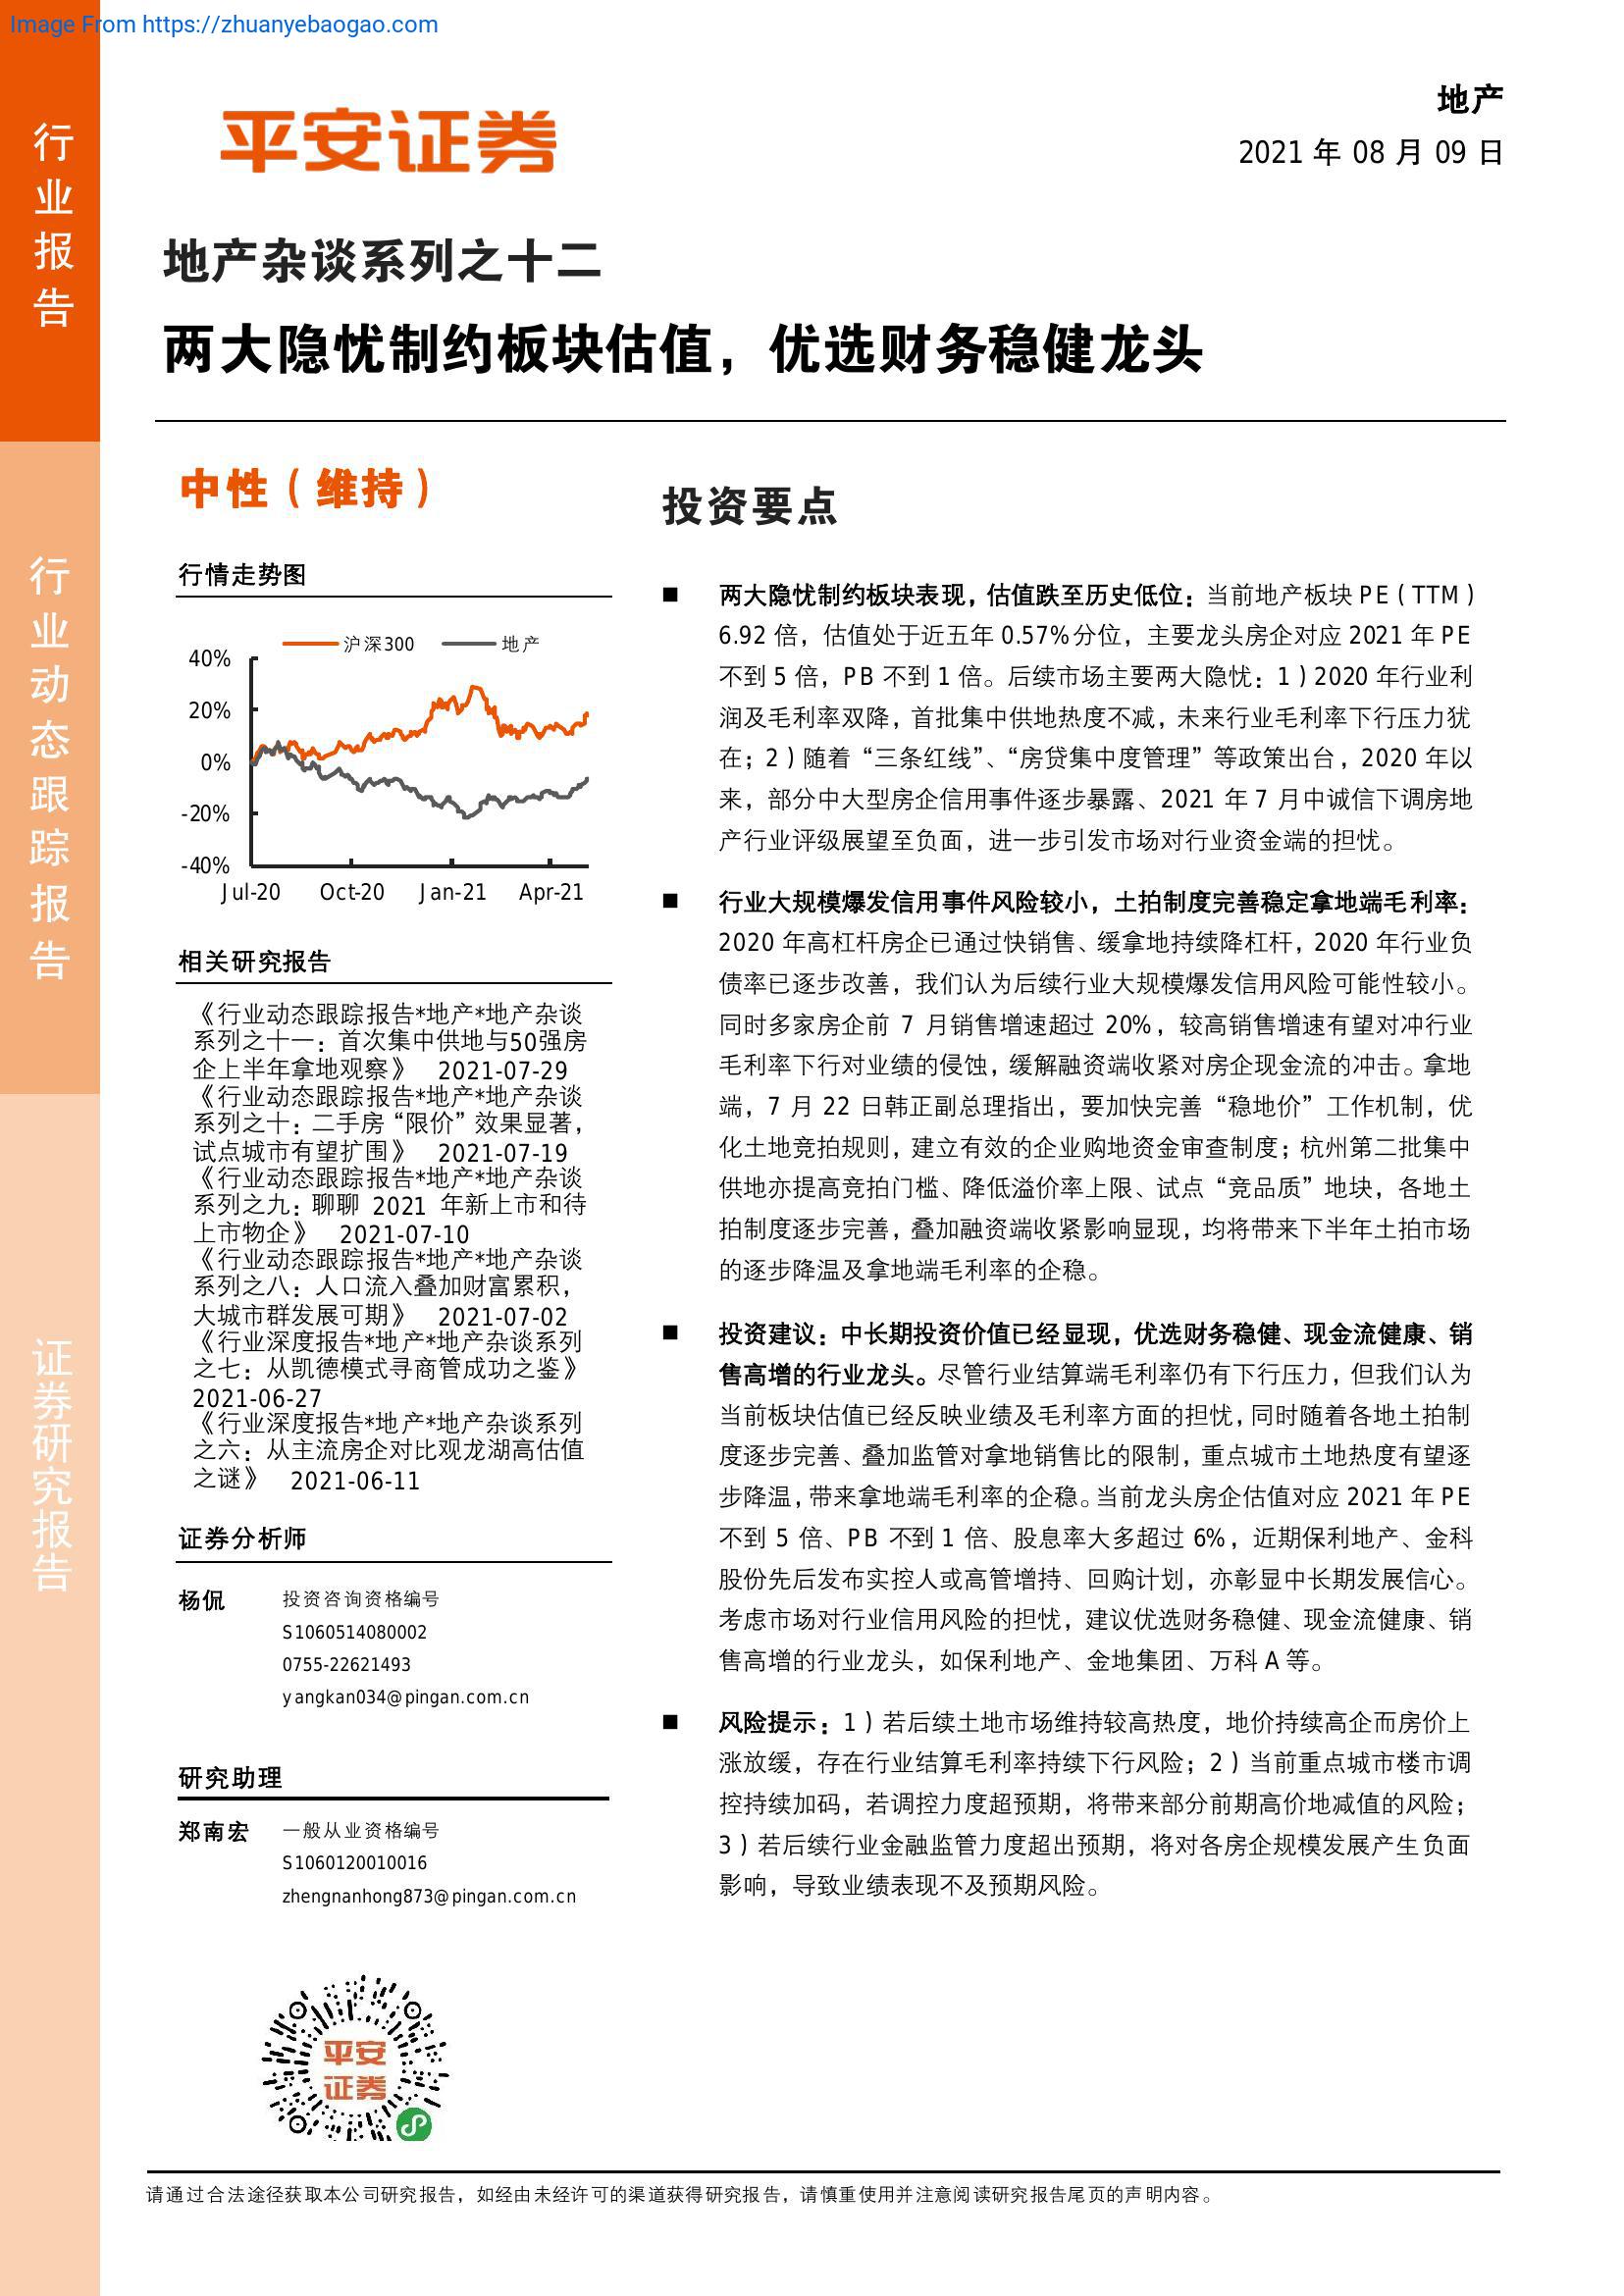 Image From https://zhuanyebaogao.com
行业报告
行业动态跟踪报告
证券研究报告
平安证券
地产
2021 年 08 月 09 日
地产杂谈系列之十二
两大隐忧制约板块估值，优选财务稳健龙头
中性（维持）
行情走势图
沪深300 地产
40%
20%
0%
-20%
-40%
Jul-20 Oct-20 Jan-21 Apr-21
相关研究报告
《行业动态跟踪报告*地产*地产杂谈
系列之十一：首次集中供地与50强房
企上半年拿地观察》 2021-07-29
《行业动态跟踪报告*地产*地产杂谈
系列之十：二手房“限价”效果显著，
试点城市有望扩围》 2021-07-19
《行业动态跟踪报告*地产*地产杂谈
系列之九：聊聊 2021 年新上市和待
上市物企》 2021-07-10
《行业动态跟踪报告*地产*地产杂谈
系列之八：人口流入叠加财富累积，
大城市群发展可期》 2021-07-02
《行业深度报告*地产*地产杂谈系列
之七：从凯德模式寻商管成功之鉴》
2021-06-27
《行业深度报告*地产*地产杂谈系列
之六：从主流房企对比观龙湖高估值
之谜》 2021-06-11
证券分析师
杨侃 投资咨询资格编号
S1060514080002
0755-22621493
yangkan034@pingan.com.cn
研究助理
郑南宏 一般从业资格编号
S1060120010016
zhengnanhong873@pingan.com.cn
平安
证券
投资要点
■ 两大隐忧制约板块表现，估值跌至历史低位：当前地产板块 PE（TTM）
6.92 倍，估值处于近五年 0.57%分位，主要龙头房企对应 2021 年 PE
不到 5 倍，PB 不到 1 倍。后续市场主要两大隐忧：1）2020 年行业利
润及毛利率双降，首批集中供地热度不减，未来行业毛利率下行压力犹
在；2）随着“三条红线”、“房贷集中度管理”等政策出台，2020 年以
来，部分中大型房企信用事件逐步暴露、2021 年 7 月中诚信下调房地
产行业评级展望至负面，进一步引发市场对行业资金端的担忧。
■ 行业大规模爆发信用事件风险较小，土拍制度完善稳定拿地端毛利率：
2020 年高杠杆房企已通过快销售、缓拿地持续降杠杆，2020 年行业负
债率已逐步改善，我们认为后续行业大规模爆发信用风险可能性较小。
同时多家房企前 7 月销售增速超过 20%，较高销售增速有望对冲行业
毛利率下行对业绩的侵蚀，缓解融资端收紧对房企现金流的冲击。拿地
端，7 月 22 日韩正副总理指出，要加快完善“稳地价”工作机制，优
化土地竞拍规则，建立有效的企业购地资金审查制度；杭州第二批集中
供地亦提高竞拍门槛、降低溢价率上限、试点“竞品质”地块，各地土
拍制度逐步完善，叠加融资端收紧影响显现，均将带来下半年土拍市场
的逐步降温及拿地端毛利率的企稳。
■ 投资建议：中长期投资价值已经显现，优选财务稳健、现金流健康、销
售高增的行业龙头。尽管行业结算端毛利率仍有下行压力，但我们认为
当前板块估值已经反映业绩及毛利率方面的担忧，同时随着各地土拍制
度逐步完善、叠加监管对拿地销售比的限制，重点城市土地热度有望逐
步降温，带来拿地端毛利率的企稳。当前龙头房企估值对应 2021 年 PE
不到 5 倍、PB 不到 1 倍、股息率大多超过 6%，近期保利地产、金科
股份先后发布实控人或高管增持、回购计划，亦彰显中长期发展信心。
考虑市场对行业信用风险的担忧，建议优选财务稳健、现金流健康、销
售高增的行业龙头，如保利地产、金地集团、万科 A 等。
■ 风险提示：1）若后续土地市场维持较高热度，地价持续高企而房价上
涨放缓，存在行业结算毛利率持续下行风险；2）当前重点城市楼市调
控持续加码，若调控力度超预期，将带来部分前期高价地减值的风险；
3）若后续行业金融监管力度超出预期，将对各房企规模发展产生负面
影响，导致业绩表现不及预期风险。
请通过合法途径获取本公司研究报告，如经由未经许可的渠道获得研究报告，请慎重使用并注意阅读研究报告尾页的声明内容。